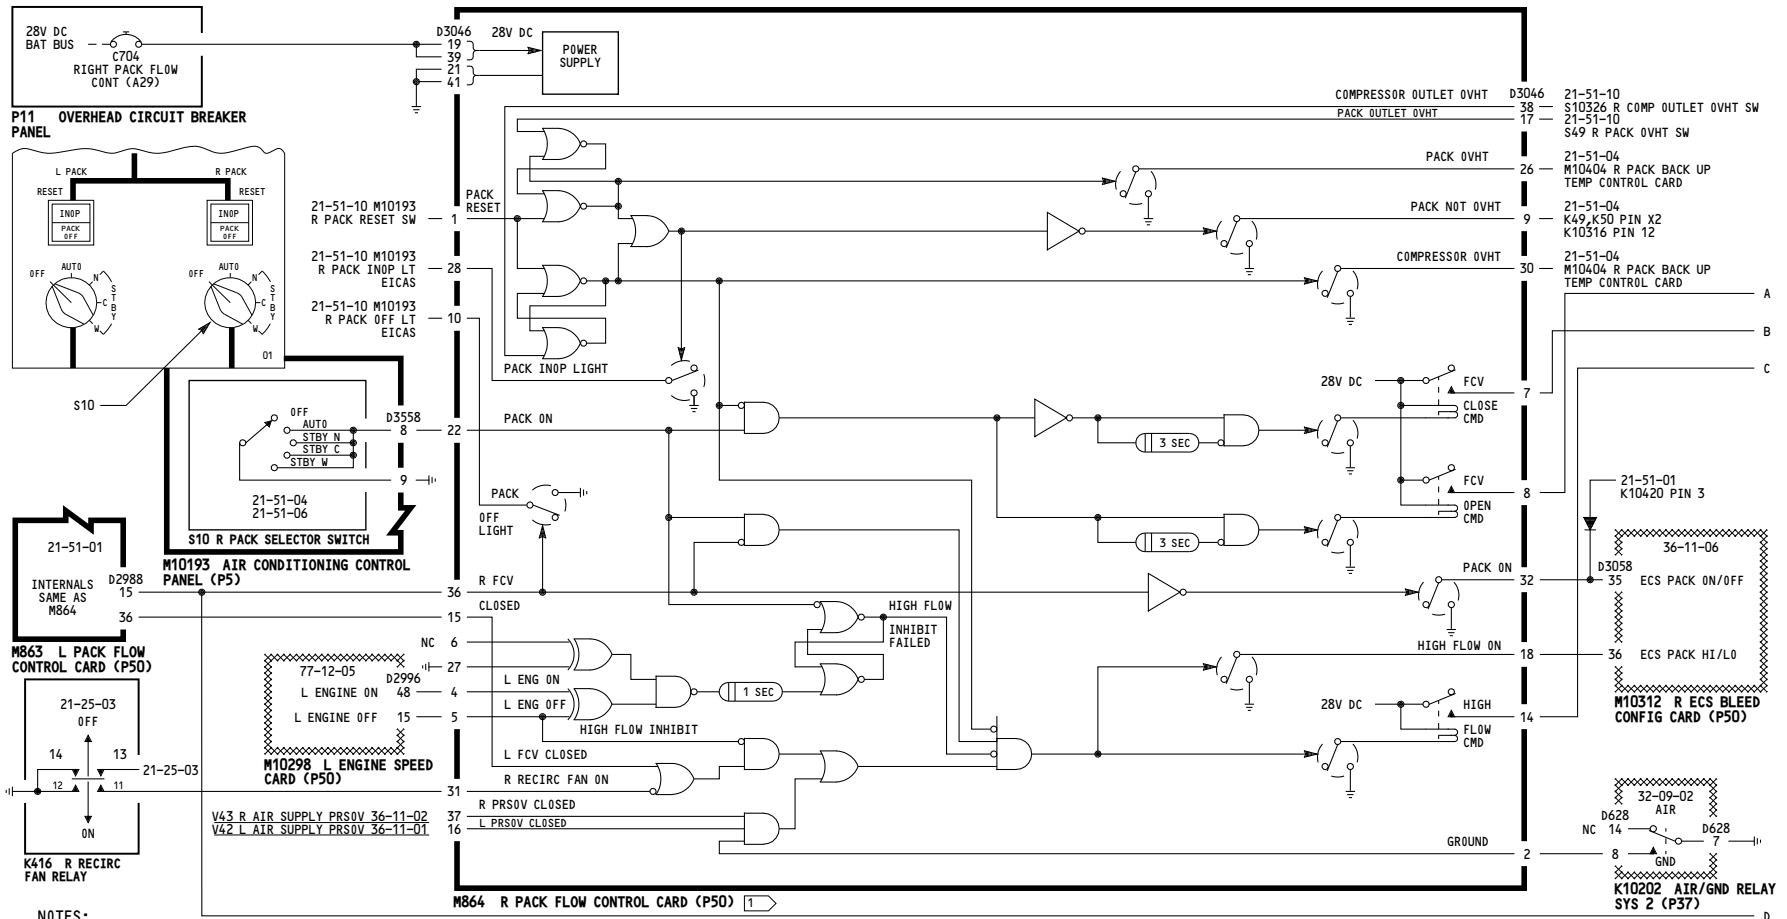 28V DC
BAT BUS
C704
RIGHT PACK FLOW
CONT (A29)
P11 OVERHEAD CIRCUIT BREAKER
PANEL
L PACK
R PACK
RESET
RESET
INOP
PACK
OFF
INOP
PACK
OFF
OFF
AUTO
N
C
W
STBY
OFF
AUTO
N
C
W
STBY
01
S10
OFF
AUTO
STBY N
STBY C
STBY W
D3558
8
9
21-51-04
21-51-06
S10 R PACK SELECTOR SWITCH
M10193 AIR CONDITIONING CONTROL
PANEL (P5)
21-51-01
INTERNALS
SAME AS
M864
D2988
15
36
M863 L PACK FLOW
CONTROL CARD (P50)
21-25-03
OFF
14
13
21-25-03
12
11
ON
K416 R RECIRC
FAN RELAY
77-12-05
D2996
L ENGINE ON 48
L ENGINE OFF 15
M10298 L ENGINE SPEED
CARD (P50)
V43 R AIR SUPPLY PRSOV 36-11-02
V42 L AIR SUPPLY PRSOV 36-11-01
21-51-10 M10193
R PACK RESET SW
21-51-10 M10193
R PACK INOP LT
EICAS
21-51-10 M10193
R PACK OFF LT
EICAS
D3046
19
39
21
41
28V DC
POWER
SUPPLY
1
PACK
RESET
28
10
PACK INOP LIGHT
22
PACK ON
PACK
OFF
LIGHT
36
R FCV
15
CLOSED
NC 6
27
4
L ENG ON
5
L ENG OFF
HIGH FLOW INHIBIT
L FCV CLOSED
R RECIRC FAN ON
31
R PRSOV CLOSED
37
16
L PRSOV CLOSED
1 SEC
HIGH FLOW
INHIBIT
FAILED
3 SEC
3 SEC
COMPRESSOR OUTLET OVHT
PACK OUTLET OVHT
PACK OVHT
PACK NOT OVHT
COMPRESSOR OVHT
28V DC
FCV
CLOSE
CMD
FCV
OPEN
CMD
PACK ON
HIGH FLOW ON
28V DC
HIGH
FLOW
CMD
GROUND
D3046
38
17
26
9
30
7
8
32
18
14
2
21-51-10
S10326 R COMP OUTLET OVHT SW
21-51-10
S49 R PACK OVHT SW
21-51-04
M10404 R PACK BACK UP
TEMP CONTROL CARD
21-51-04
K49,K50 PIN X2
K10316 PIN 12
21-51-04
M10404 R PACK BACK UP
TEMP CONTROL CARD
A
B
C
21-51-01
K10420 PIN 3
36-11-06
D3058
35 ECS PACK ON/OFF
36 ECS PACK HI/LO
M10312 R ECS BLEED
CONFIG CARD (P50)
32-09-02
AIR
D628
NC 14
D628
7
8
GND
K10202 AIR/GND RELAY
SYS 2 (P37)
D
M864 R PACK FLOW CONTROL CARD (P50) 1
NOTES: